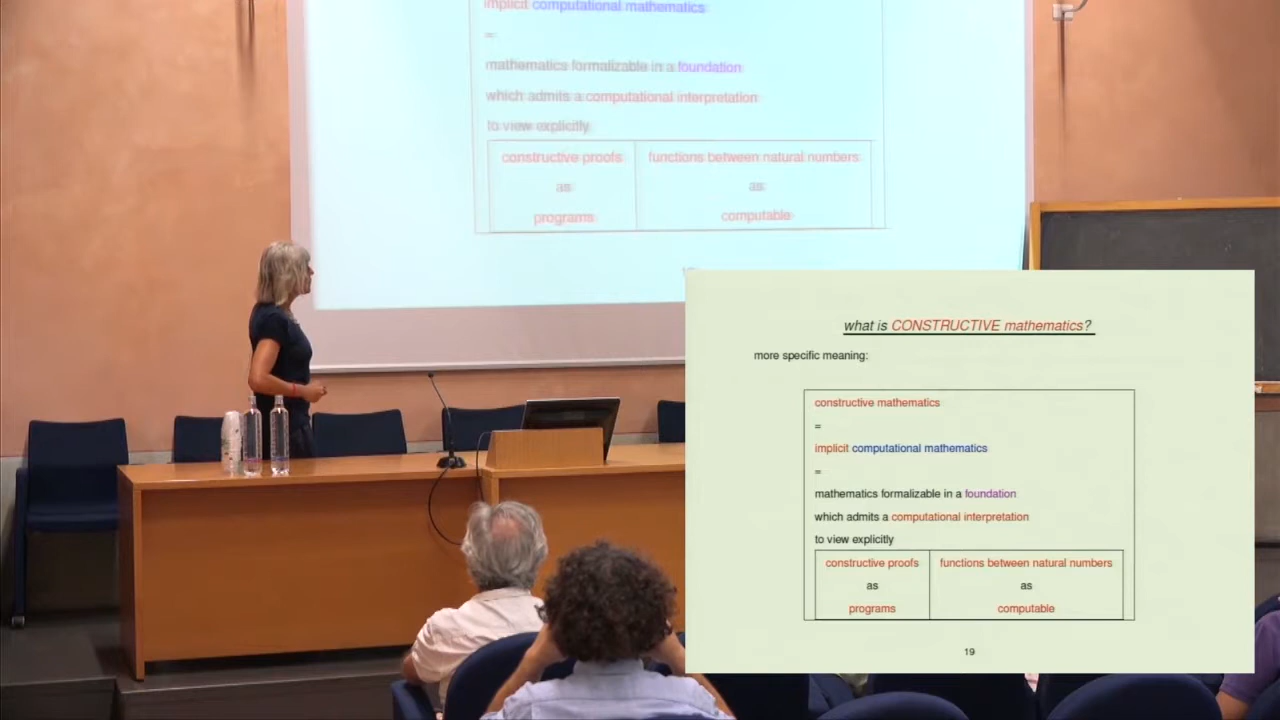 implicit computational mathematics
=
mathematics formalizable in a foundation
which admits a computational interpretation
to view explicitly
constructive proofs
as
programs
functions between natural numbers
as
computable
what is CONSTRUCTIVE mathematics?
more specific meaning:
constructive mathematics
=
implicit computational mathematics
=
mathematics formalizable in a foundation
which admits a computational interpretation
to view explicitly
constructive proofs
as
programs
functions between natural numbers
as
computable
19